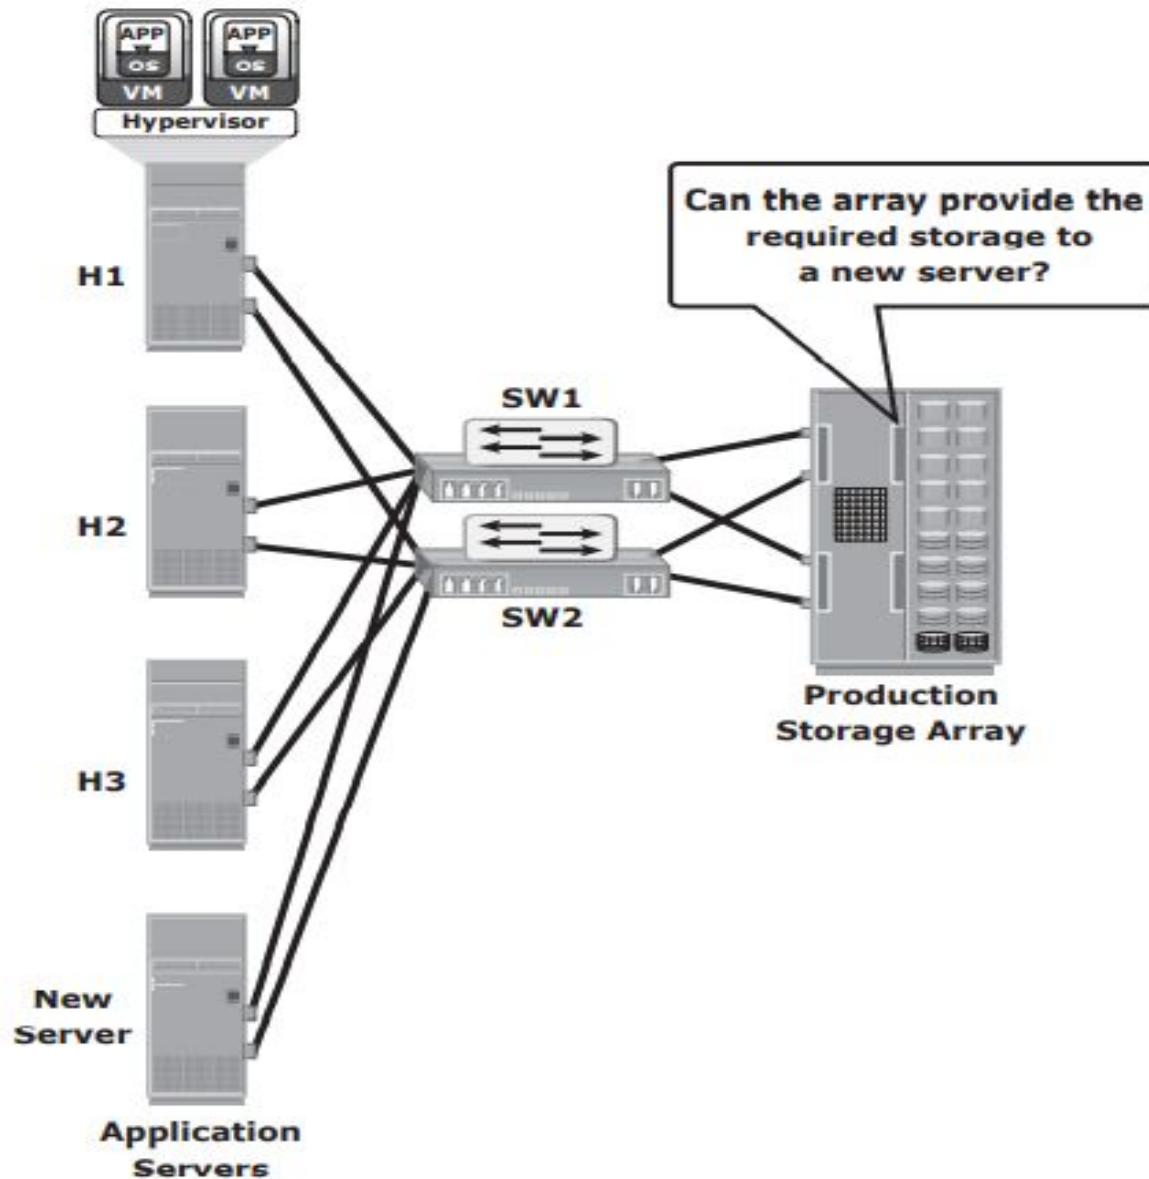 APP
APP
OS
OS
VM
VM
Hypervisor
H1
Can the array provide the
required storage to
a new server?
SW1
H2
SW2
Production
Storage Array
H3
New
Server
Application
Servers